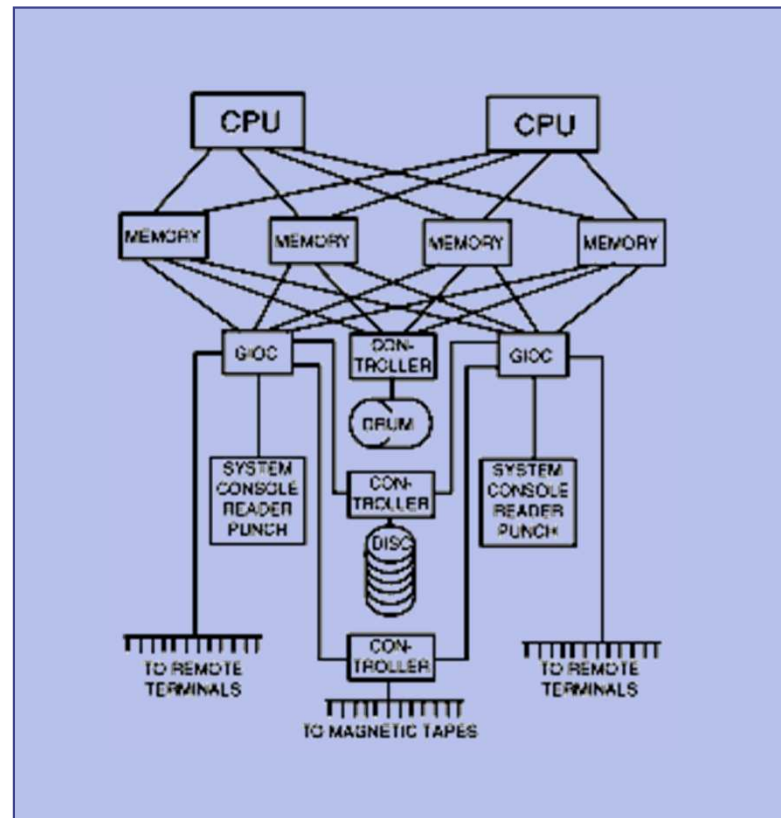 CPU
CPU
MEMORY
MEMORY
MEMORY
MEMORY
GIOC
CON-
TROLLER
GIOC
DRUM
SYSTEM
CONSOLE
READER
PUNCH
CON-
TROLLER
SYSTEM
CONSOLE
READER
PUNCH
DISC
CON-
TROLLER
TO REMOTE
TERMINALS
TO REMOTE
TERMINALS
TO MAGNETIC TAPES